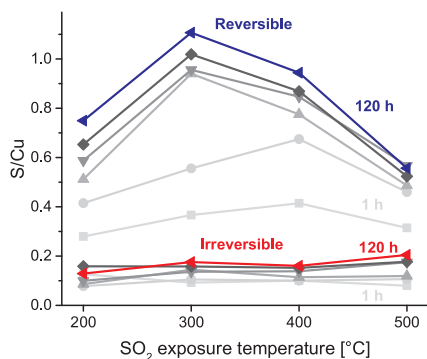 Reversible
120 h
1 h
Irreversible
120 h
1 h
S/Cu
1.0
0.8
0.6
0.4
0.2
0.0
200
300
400
500
SO₂ exposure temperature [°C]